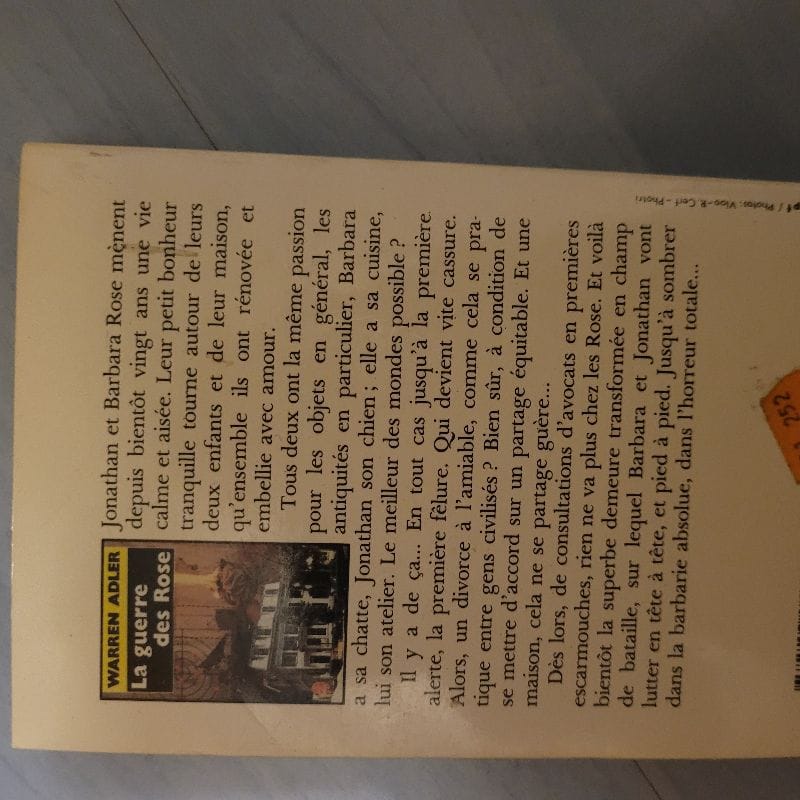 WARREN ADLER
La guerre
des Rose
Jonathan et Barbara Rose mènent
depuis bientôt vingt ans une vie
calme et aisée. Leur petit bonheur
tranquille tourne autour de leurs
deux enfants et de leur maison,
qu'ensemble ils ont rénovée et
embellie avec amour.
Tous deux ont la même passion
pour les objets en général, les
antiquités en particulier, Barbara
a sa chatte, Jonathan son chien ; elle a sa cuisine,
lui son atelier. Le meilleur des mondes possible ?
Il y a de ça... En tout cas jusqu'à la première
alerte, la première fêlure. Qui devient vite cassure.
Alors, un divorce à l'amiable, comme cela se pra-
tique entre gens civilisés ? Bien sûr, à condition de
se mettre d'accord sur un partage équitable. Et une
maison, cela ne se partage guère...
Dès lors, de consultations d'avocats en premières
escarmouches, rien ne va plus chez les Rose. Et voilà
bientôt la superbe demeure transformée en champ
de bataille, sur lequel Barbara et Jonathan vont
lutter en tête à tête, et pied à pied. Jusqu'à sombrer
dans la barbarie absolue, dans l'horreur totale...
/ Photos: Vloo-R. Cerf - Photri
252